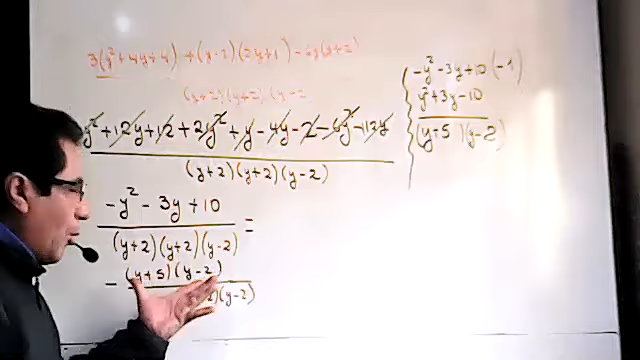 3(y²+4y+4)+(y-2)(2y+1)-6y(y+2)
(y+2)(y+2)(y-2
y²+12y+12+2y²+y-4y-2-6y²-12y
(y+2)(y+2)(y-2)
-y²-3y+10
(y+2)(y+2)(y-2) =
-(y+5)(y-2)
)(y-2)
-y²-3y+10(-1)
y²+3y-10
(y+5)(y-2)